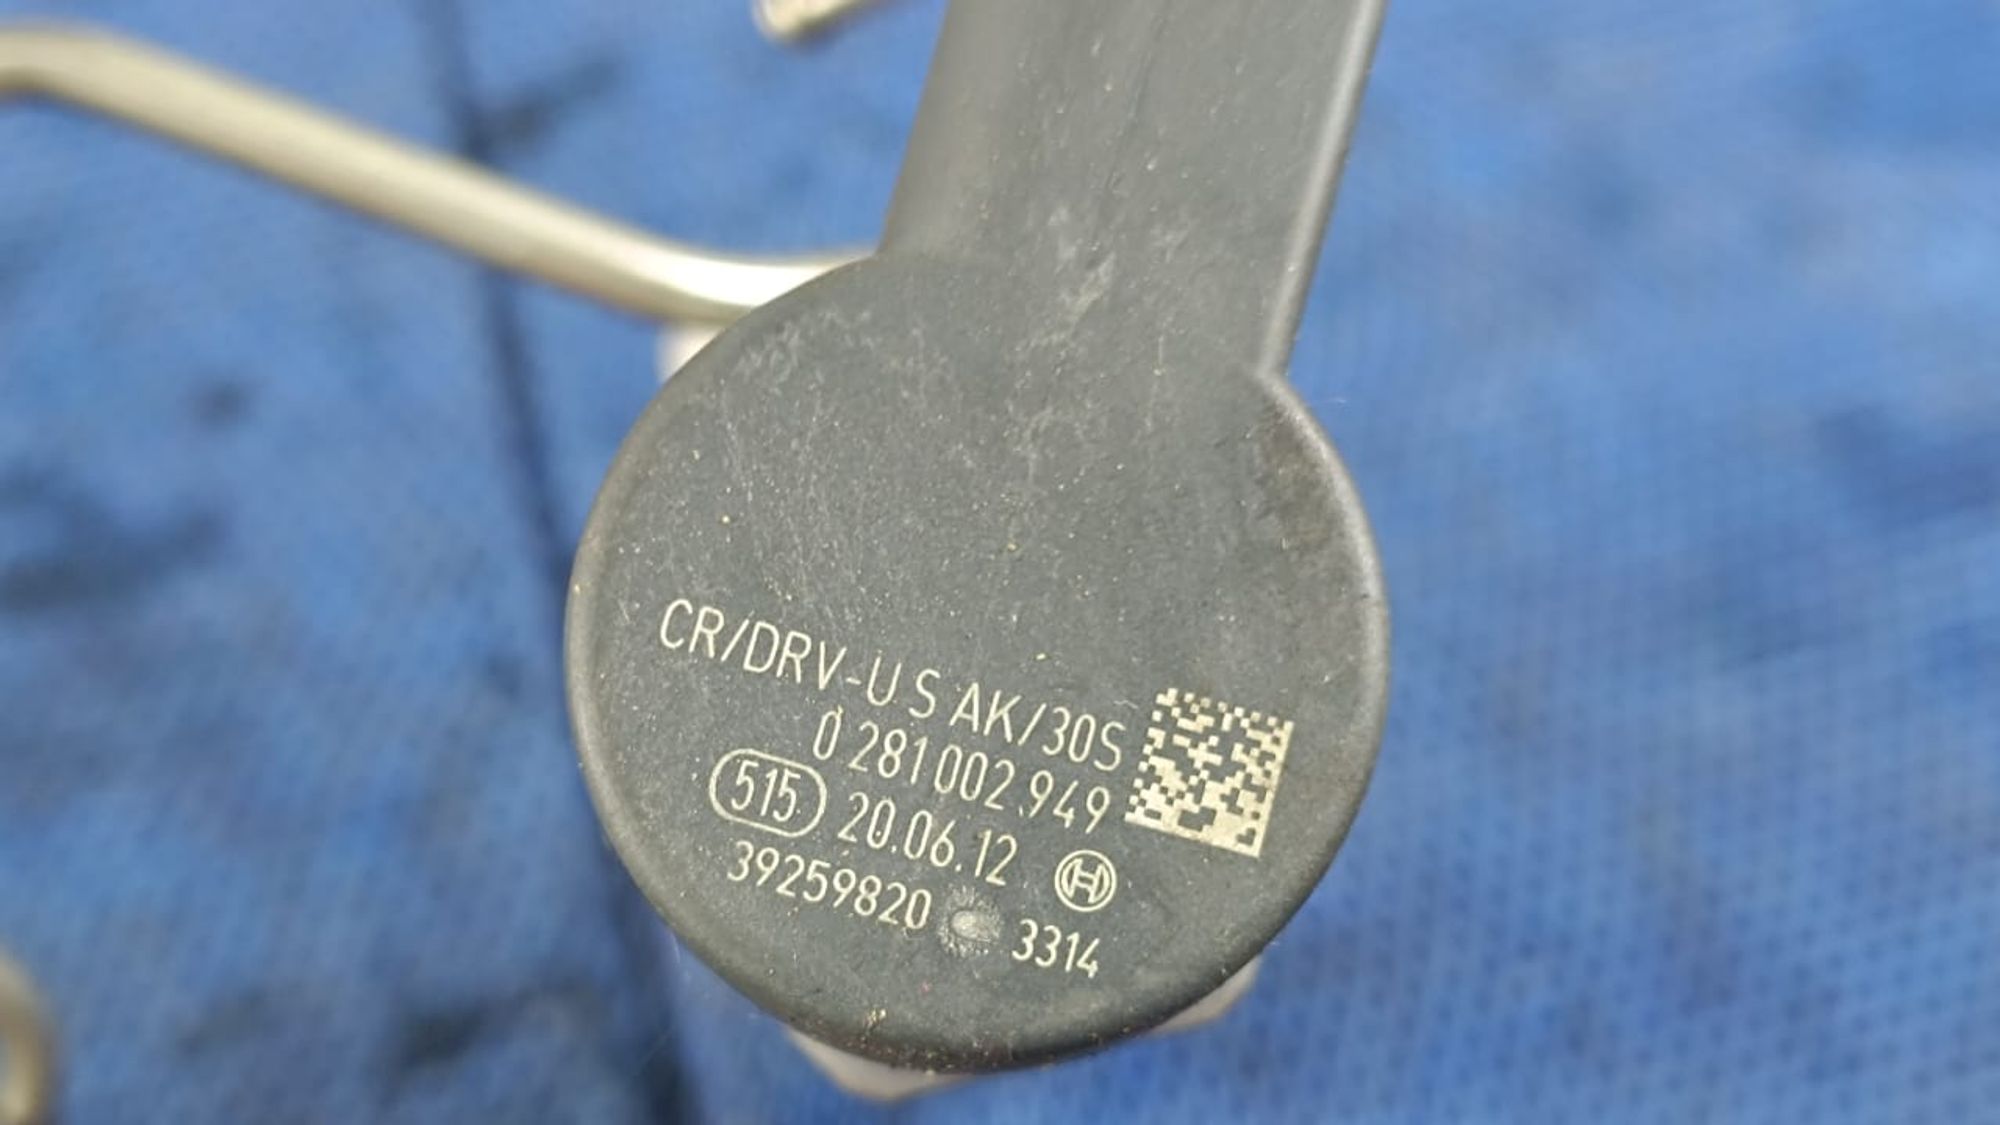 CR/DRV-U S AK/30S
0 281 002 949
515 20.06.12
39259820 3314